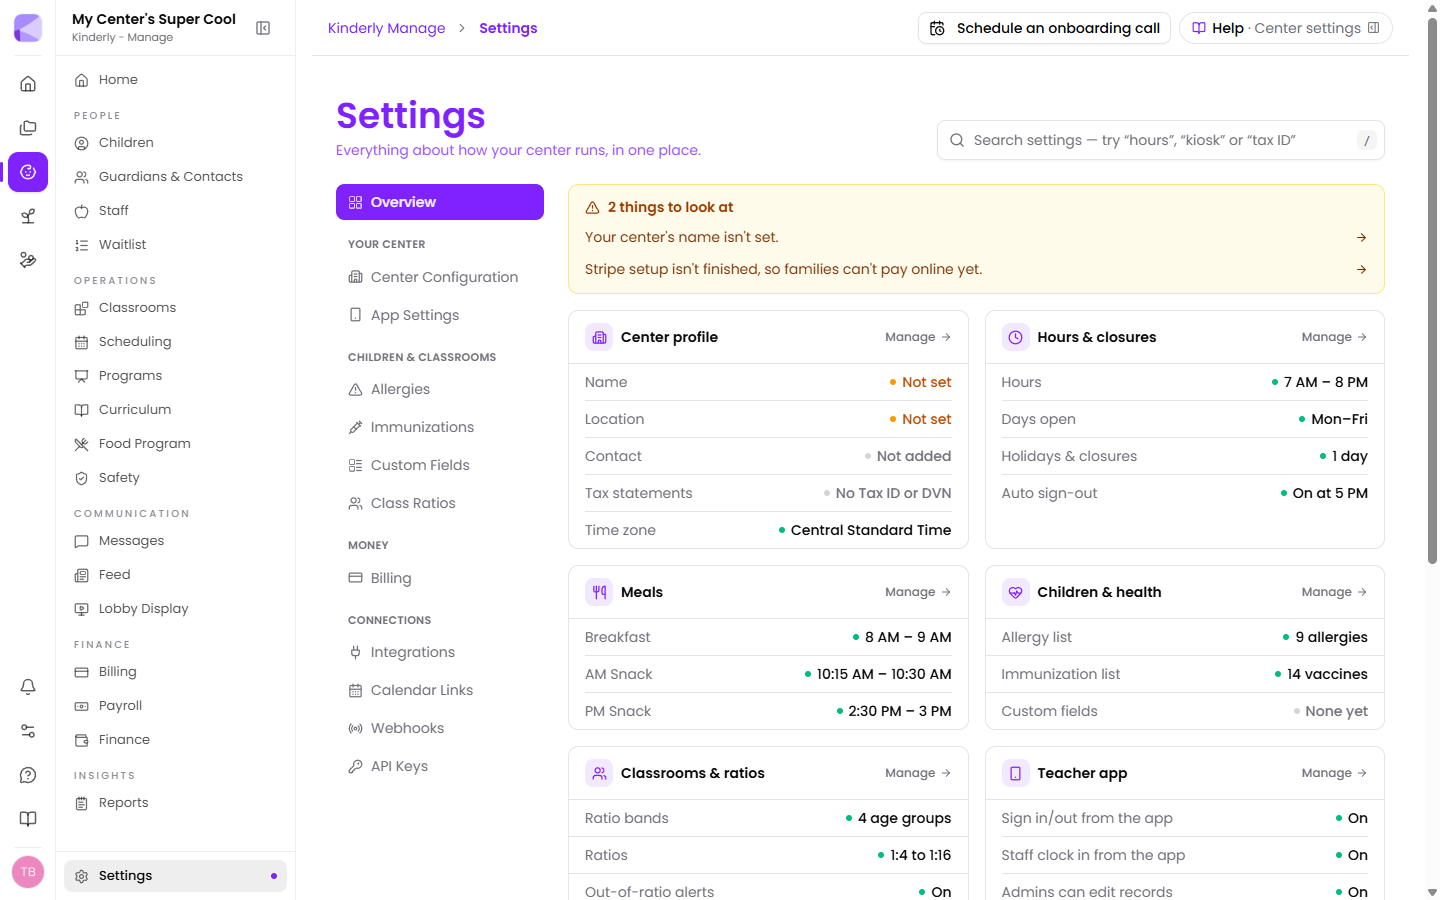 My Center's Super Cool
Kinderly - Manage
Home
PEOPLE
Children
Guardians & Contacts
Staff
Waitlist
OPERATIONS
Classrooms
Scheduling
Programs
Curriculum
Food Program
Safety
COMMUNICATION
Messages
Feed
Lobby Display
FINANCE
Billing
Payroll
Finance
INSIGHTS
Reports
Settings
TB
Kinderly Manage > Settings
Schedule an onboarding call
Help · Center settings
Settings
Everything about how your center runs, in one place.
Search settings — try “hours”, “kiosk” or “tax ID” /
Overview
YOUR CENTER
Center Configuration
App Settings
CHILDREN & CLASSROOMS
Allergies
Immunizations
Custom Fields
Class Ratios
MONEY
Billing
CONNECTIONS
Integrations
Calendar Links
Webhooks
API Keys
2 things to look at
Your center's name isn't set. →
Stripe setup isn't finished, so families can't pay online yet. →
Center profile Manage →
Name Not set
Location Not set
Contact Not added
Tax statements No Tax ID or DVN
Time zone Central Standard Time
Hours & closures Manage →
Hours 7 AM – 8 PM
Days open Mon–Fri
Holidays & closures 1 day
Auto sign-out On at 5 PM
Meals Manage →
Breakfast 8 AM – 9 AM
AM Snack 10:15 AM – 10:30 AM
PM Snack 2:30 PM – 3 PM
Children & health Manage →
Allergy list 9 allergies
Immunization list 14 vaccines
Custom fields None yet
Classrooms & ratios Manage →
Ratio bands 4 age groups
Ratios 1:4 to 1:16
Out-of-ratio alerts On
Teacher app Manage →
Sign in/out from the app On
Staff clock in from the app On
Admins can edit records On